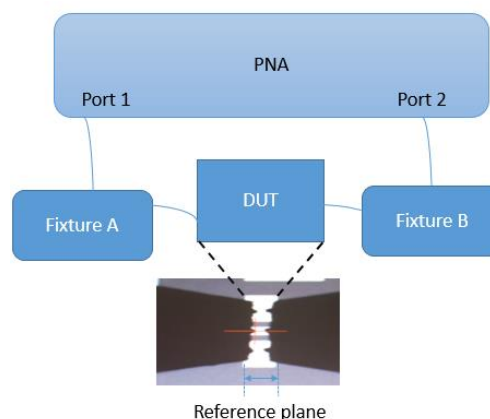 PNA
Port 1
Port 2
DUT
Fixture A
Fixture B
Reference plane